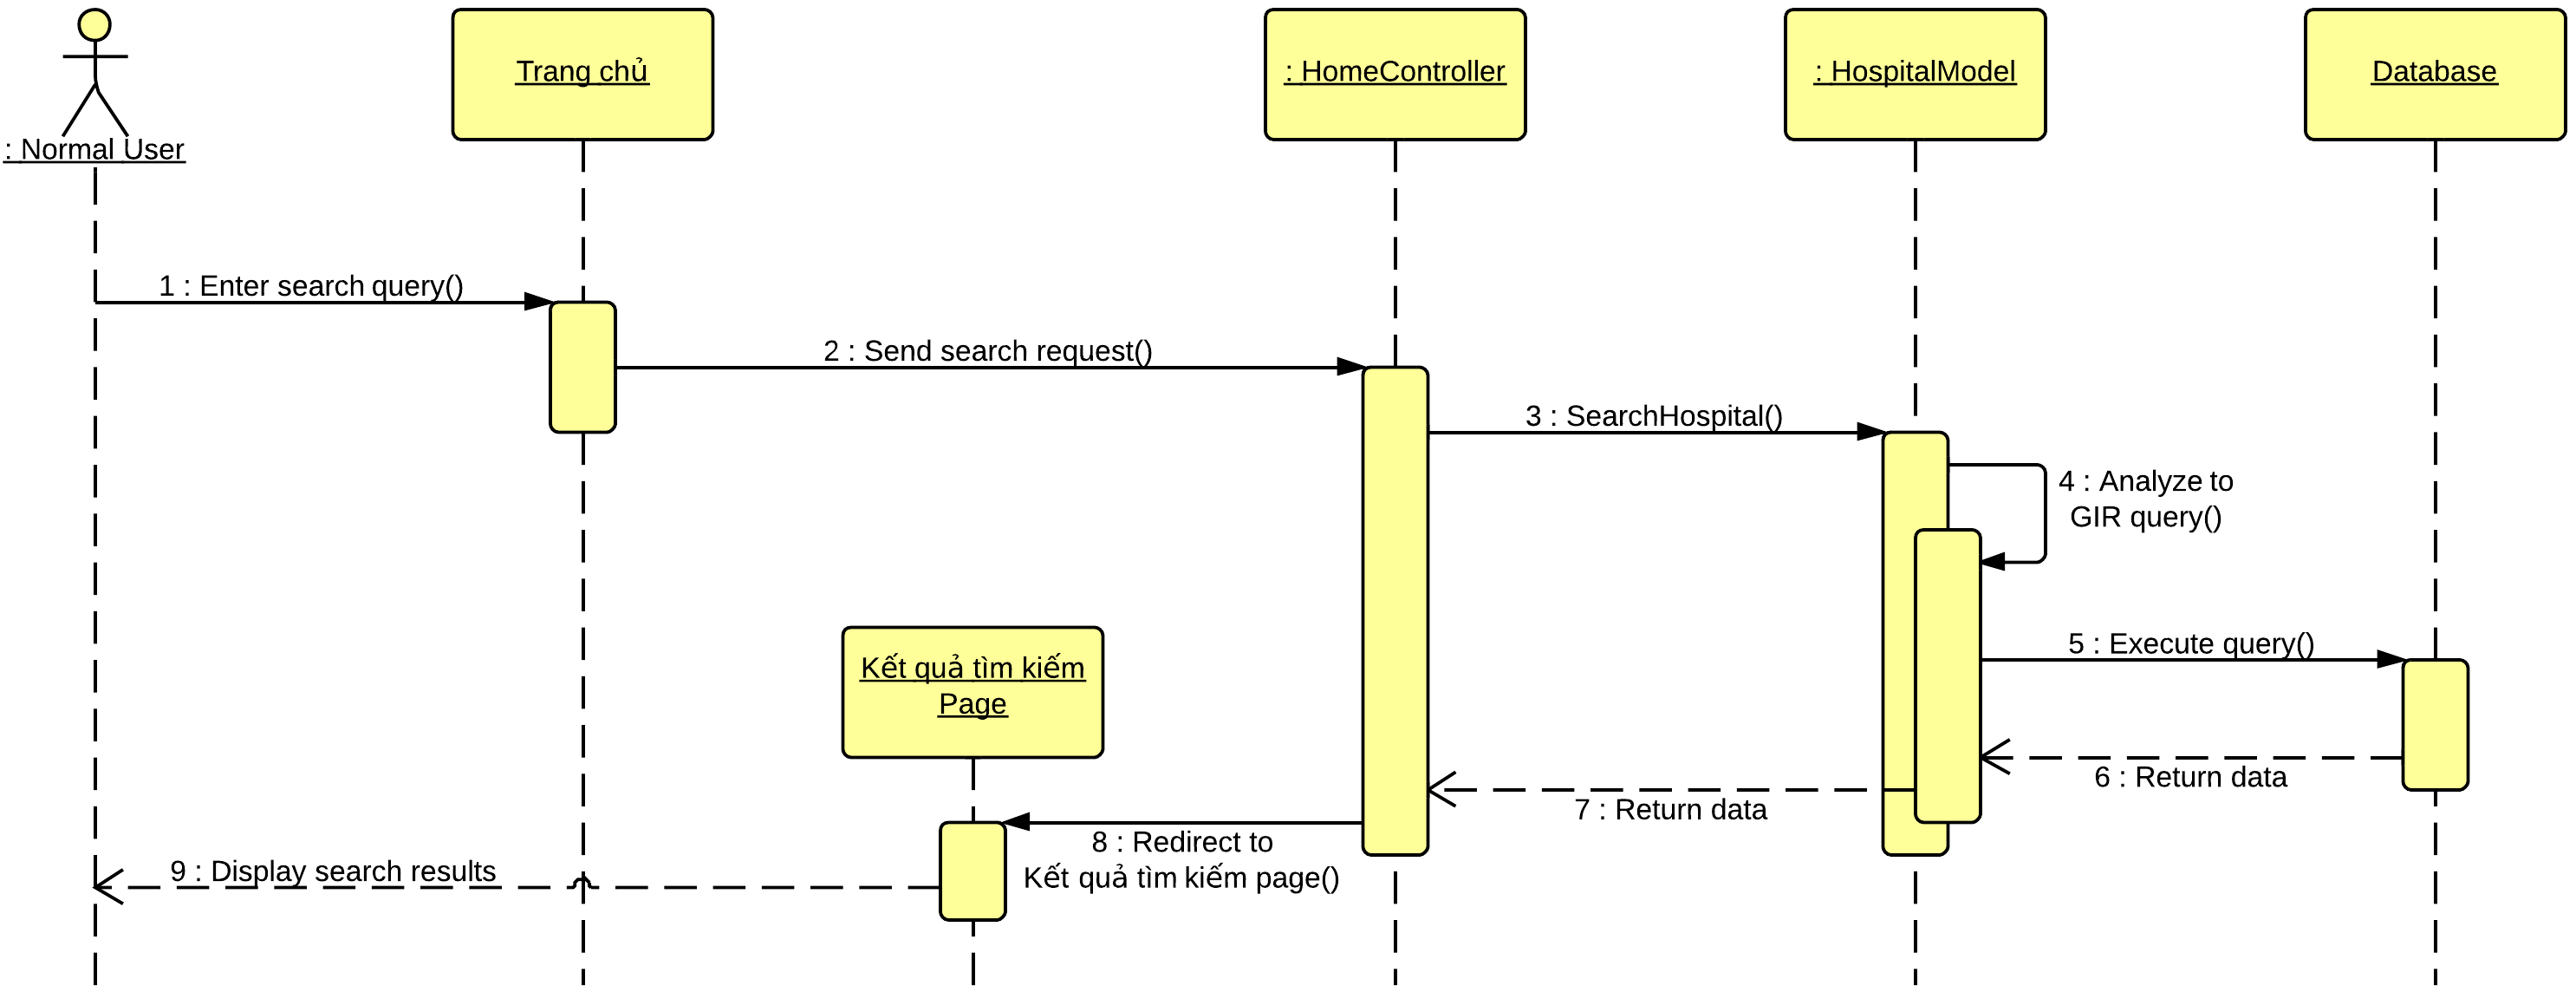 : Normal User
Trang chủ
: HomeController
: HospitalModel
Database
1 : Enter search query()
2 : Send search request()
3 : SearchHospital()
4 : Analyze to
GIR query()
5 : Execute query()
Kết quả tìm kiếm
Page
6 : Return data
7 : Return data
8 : Redirect to
Kết quả tìm kiếm page()
9 : Display search results